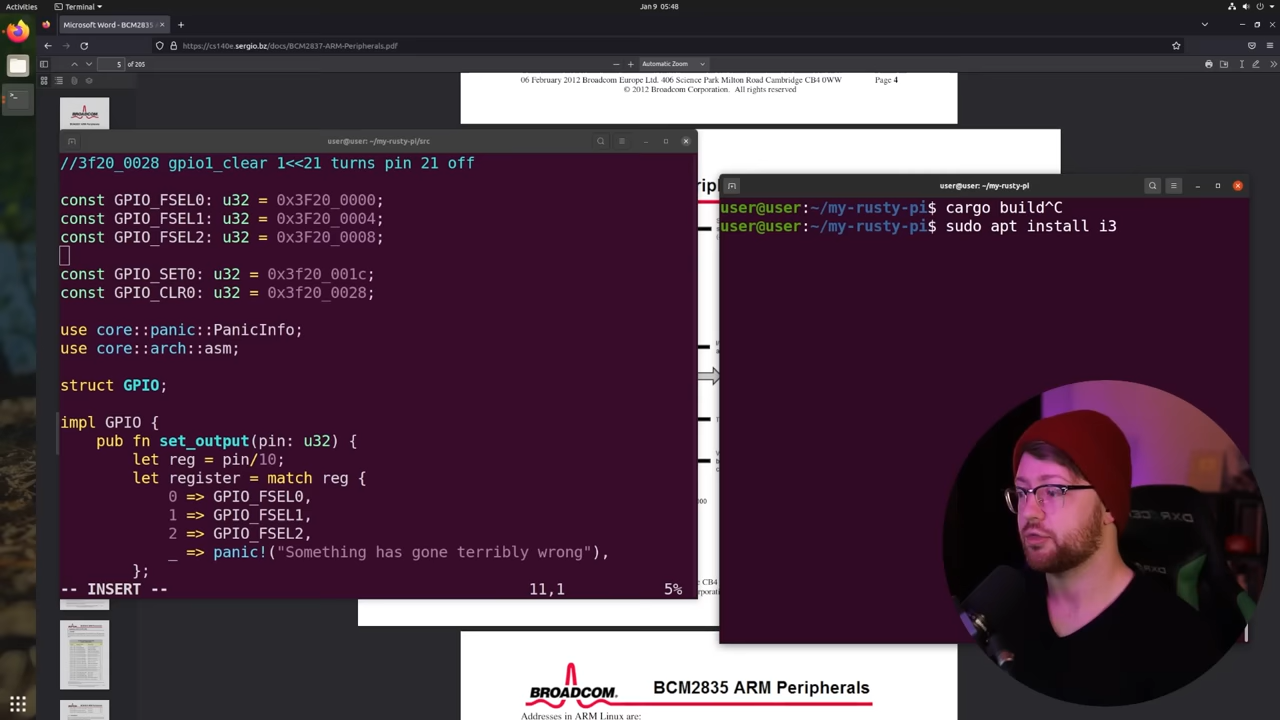 Activities
Terminal
Jan 9 05:48
Microsoft Word - BCM2835
https://cs140e.sergio.bz/docs/BCM2837-ARM-Peripherals.pdf
5
of 205
Automatic Zoom
06 February 2012 Broadcom Europe Ltd. 406 Science Park Milton Road Cambridge CB4 0WW
Page 4
© 2012 Broadcom Corporation. All rights reserved
user@user: ~/my-rusty-pi/src
//3f20_0028 gpio1_clear 1<<21 turns pin 21 off
const GPIO_FSEL0: u32 = 0x3F20_0000;
const GPIO_FSEL1: u32 = 0x3F20_0004;
const GPIO_FSEL2: u32 = 0x3F20_0008;
const GPIO_SET0: u32 = 0x3f20_001c;
const GPIO_CLR0: u32 = 0x3f20_0028;
use core::panic::PanicInfo;
use core::arch::asm;
struct GPIO;
impl GPIO {
pub fn set_output(pin: u32) {
let reg = pin/10;
let register = match reg {
0 => GPIO_FSEL0,
1 => GPIO_FSEL1,
2 => GPIO_FSEL2,
_ => panic!("Something has gone terribly wrong"),
};
-- INSERT --
11,1
5%
user@user: ~/my-rusty-pi
user@user:~/my-rusty-pi$ cargo build^C
user@user:~/my-rusty-pi$ sudo apt install i3
BROADCOM.
BCM2835 ARM Peripherals
Addresses in ARM Linux are: